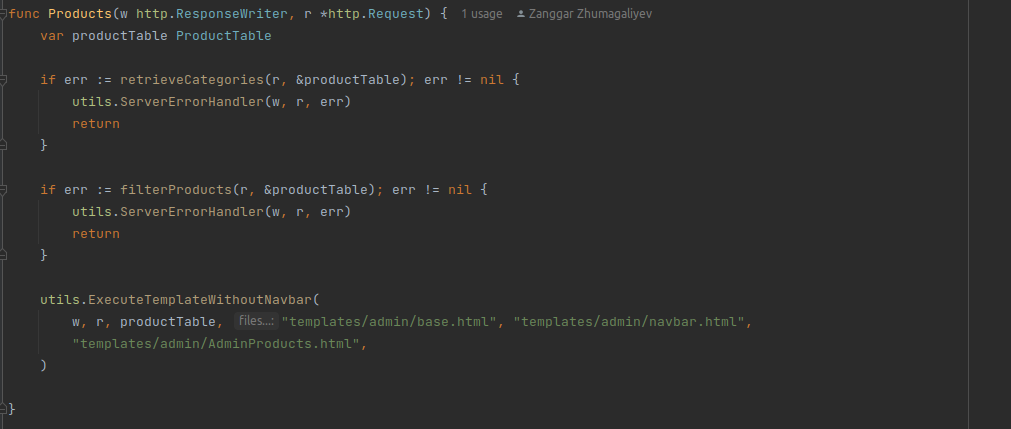 func Products(w http.ResponseWriter, r *http.Request) { 1 usage Zanggar Zhumagaliyev
var productTable ProductTable
if err := retrieveCategories(r, &productTable); err != nil {
utils.ServerErrorHandler(w, r, err)
return
}
if err := filterProducts(r, &productTable); err != nil {
utils.ServerErrorHandler(w, r, err)
return
}
utils.ExecuteTemplateWithoutNavbar(
w, r, productTable, files...: "templates/admin/base.html", "templates/admin/navbar.html",
"templates/admin/AdminProducts.html",
)
}